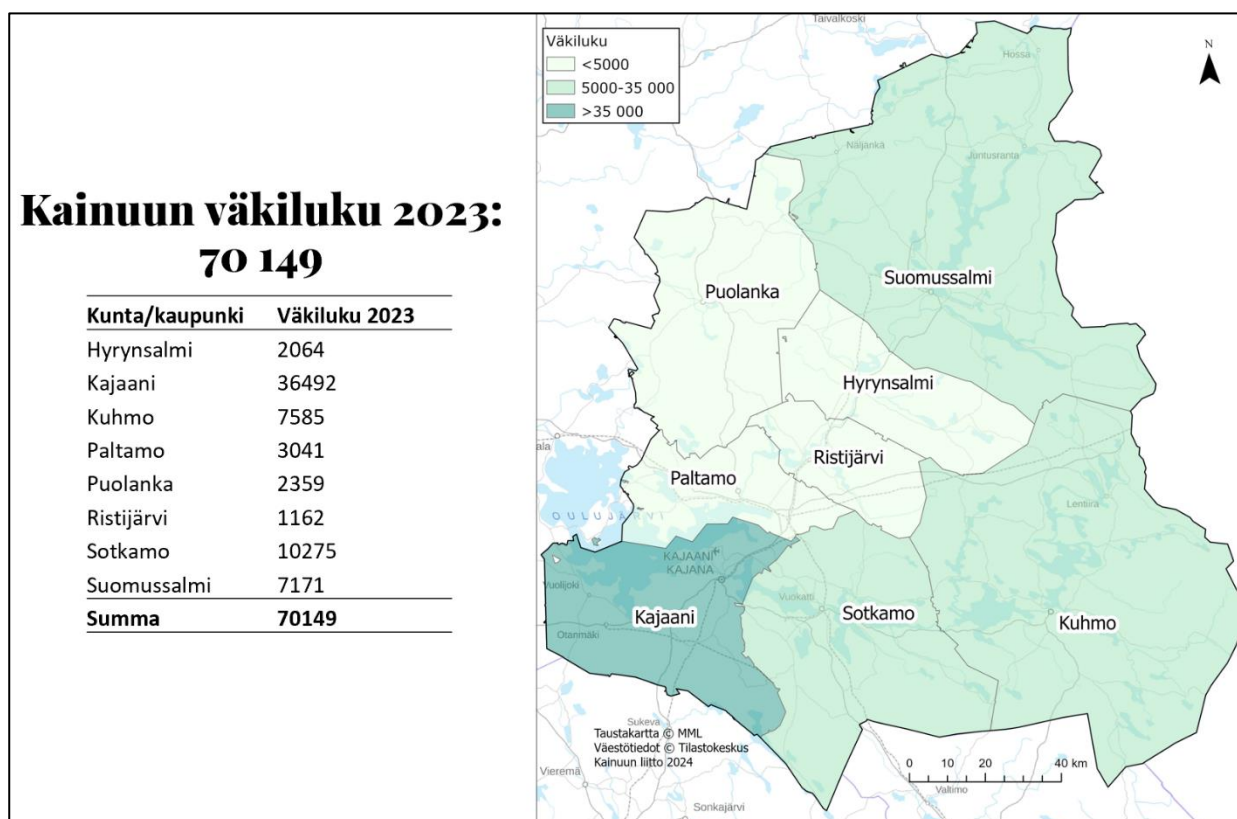 Kainuun väkiluku 2023:
70 149
Kunta/kaupunki Väkiluku 2023
Hyrynsalmi 2064
Kajaani 36492
Kuhmo 7585
Paltamo 3041
Puolanka 2359
Ristijärvi 1162
Sotkamo 10275
Suomussalmi 7171
Summa 70149
Väkiluku
<5000
5000-35 000
>35 000
Taivalkoski
N
Hossa
Näljänkä
Juntusranta
Suomussalmi
Puolanka
Hyrynsalmi
Ristijärvi
Paltamo
ala
OULUJÄRVI
Lentiira
KAJAANI
KAJANA
Vuolijoki
Vuokatti
Otanmäki
Kajaani
Sotkamo
Kuhmo
Sukeva
Taustakartta © MML
Väestötiedot © Tilastokeskus
Kainuun liitto 2024
Vieremä
0 10 20 40 km
Valtimo
Sonkajärvi